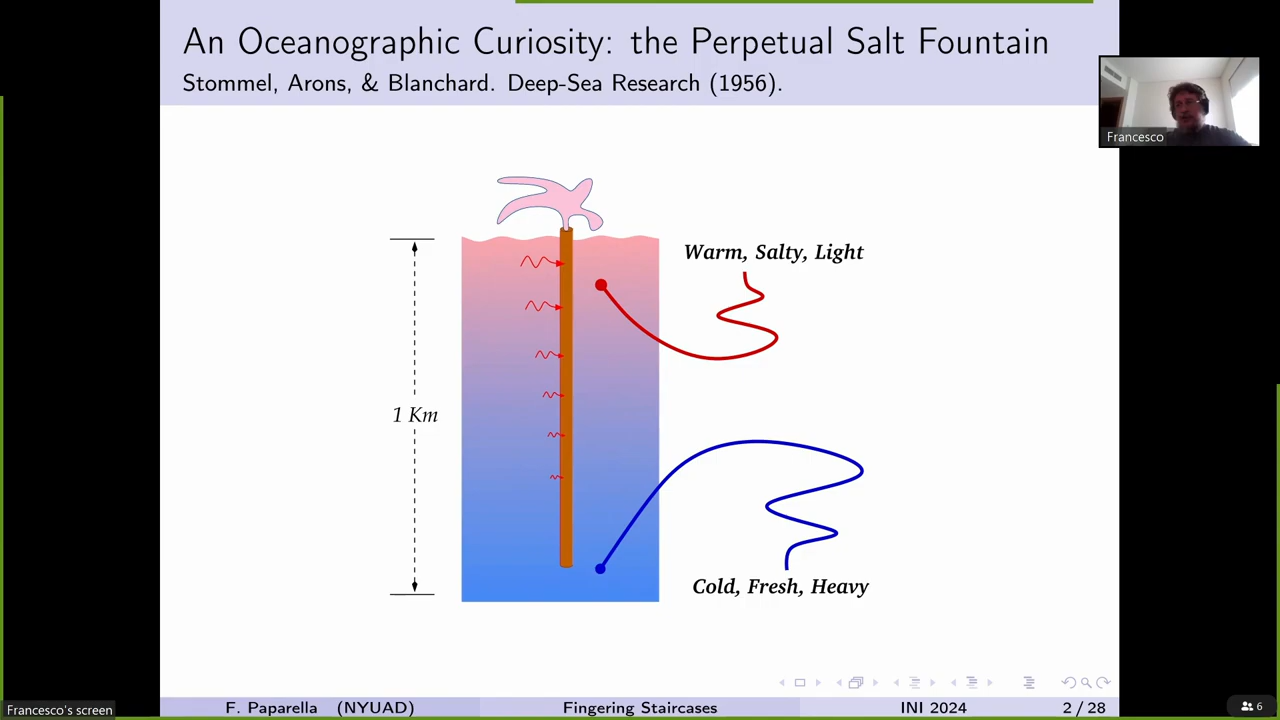 An Oceanographic Curiosity: the Perpetual Salt Fountain
Stommel, Arons, & Blanchard. Deep-Sea Research (1956).
Francesco
Warm, Salty, Light
1 Km
Cold, Fresh, Heavy
F. Paparella (NYUAD)
Fingering Staircases
INI 2024
2 / 28
Francesco's screen
6